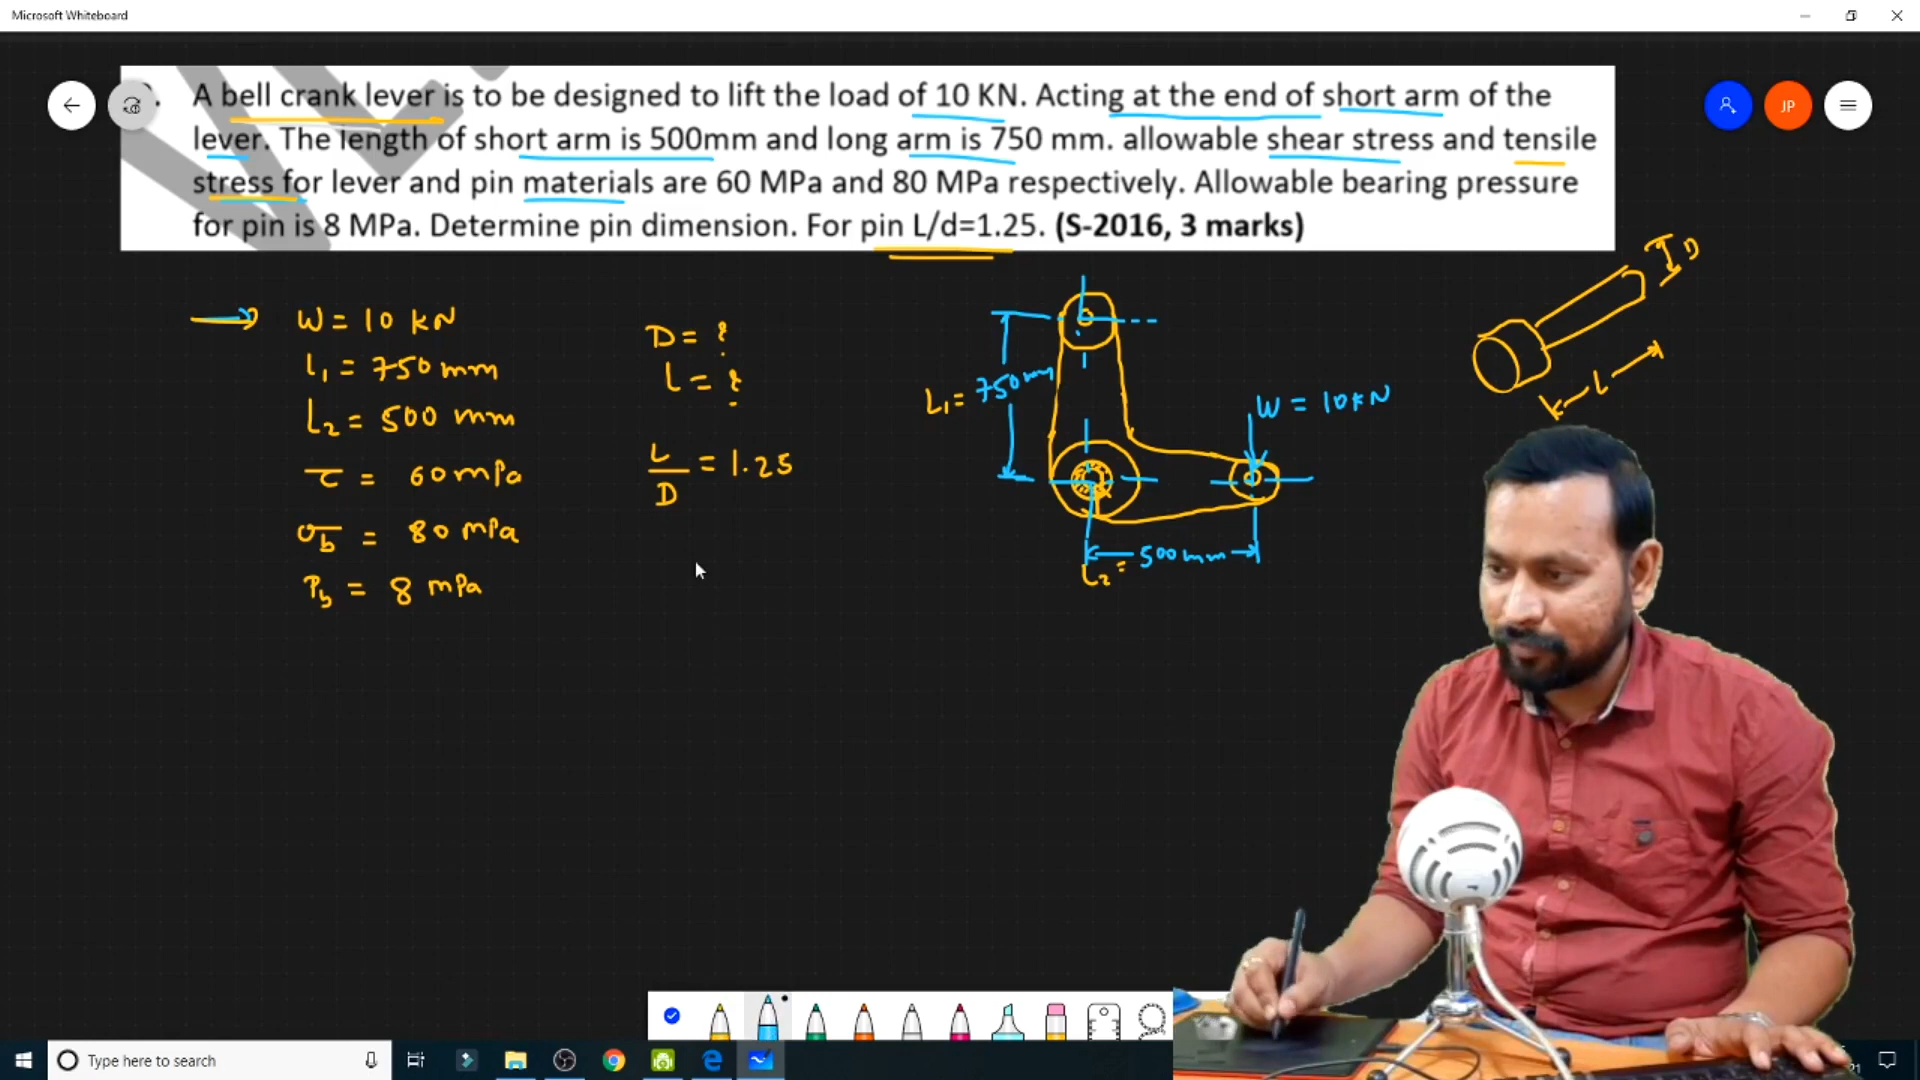 Microsoft Whiteboard
A bell crank lever is to be designed to lift the load of 10 KN. Acting at the end of short arm of the
lever. The length of short arm is 500mm and long arm is 750 mm. allowable shear stress and tensile
stress for lever and pin materials are 60 MPa and 80 MPa respectively. Allowable bearing pressure
for pin is 8 MPa. Determine pin dimension. For pin L/d=1.25. (S-2016, 3 marks)
JP
W = 10 kN
L₁ = 750 mm
L₂ = 500 mm
τ = 60 mPa
σb = 80 mPa
Pb = 8 mPa
D = ?
L = ?
L/D = 1.25
L₁ = 750 mm
W = 10 kN
L₂ = 500 mm
D
L
Type here to search